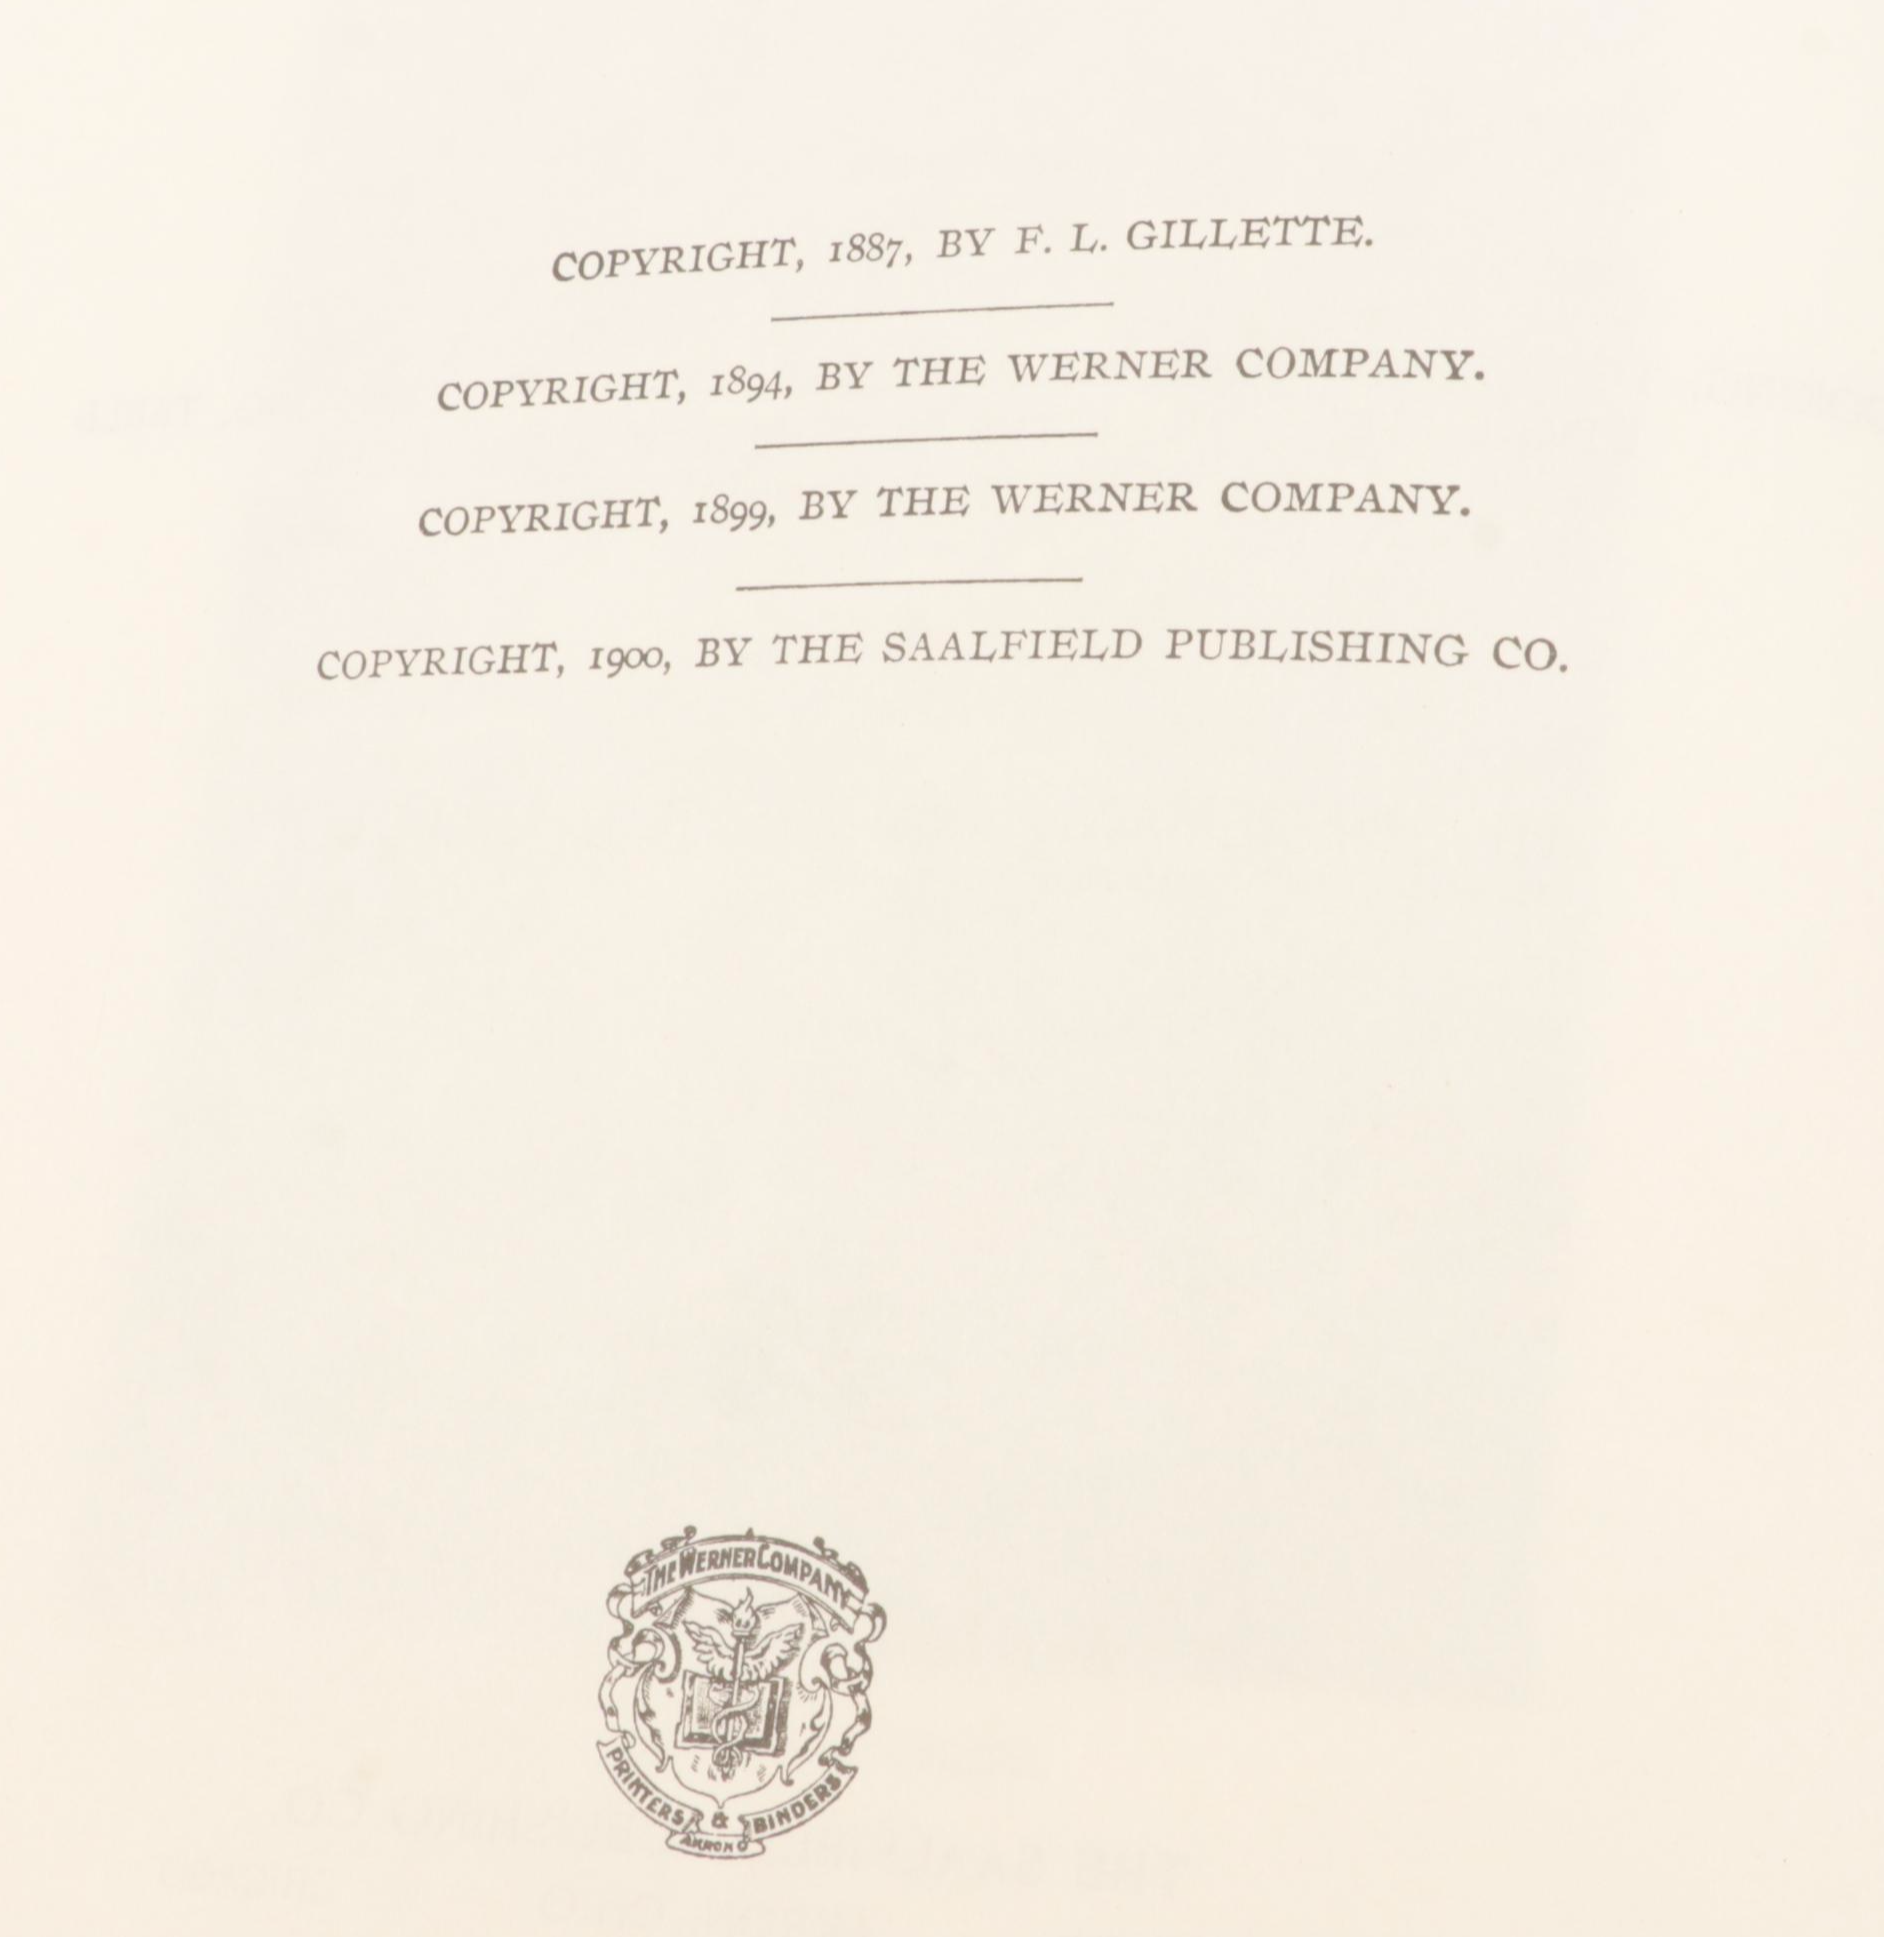 COPYRIGHT, 1887, BY F. L. GILLETTE.
COPYRIGHT, 1894, BY THE WERNER COMPANY.
COPYRIGHT, 1899, BY THE WERNER COMPANY.
COPYRIGHT, 1900, BY THE SAALFIELD PUBLISHING CO.
THE WERNER COMPANY
PRINTERS & BINDERS
AKRON O